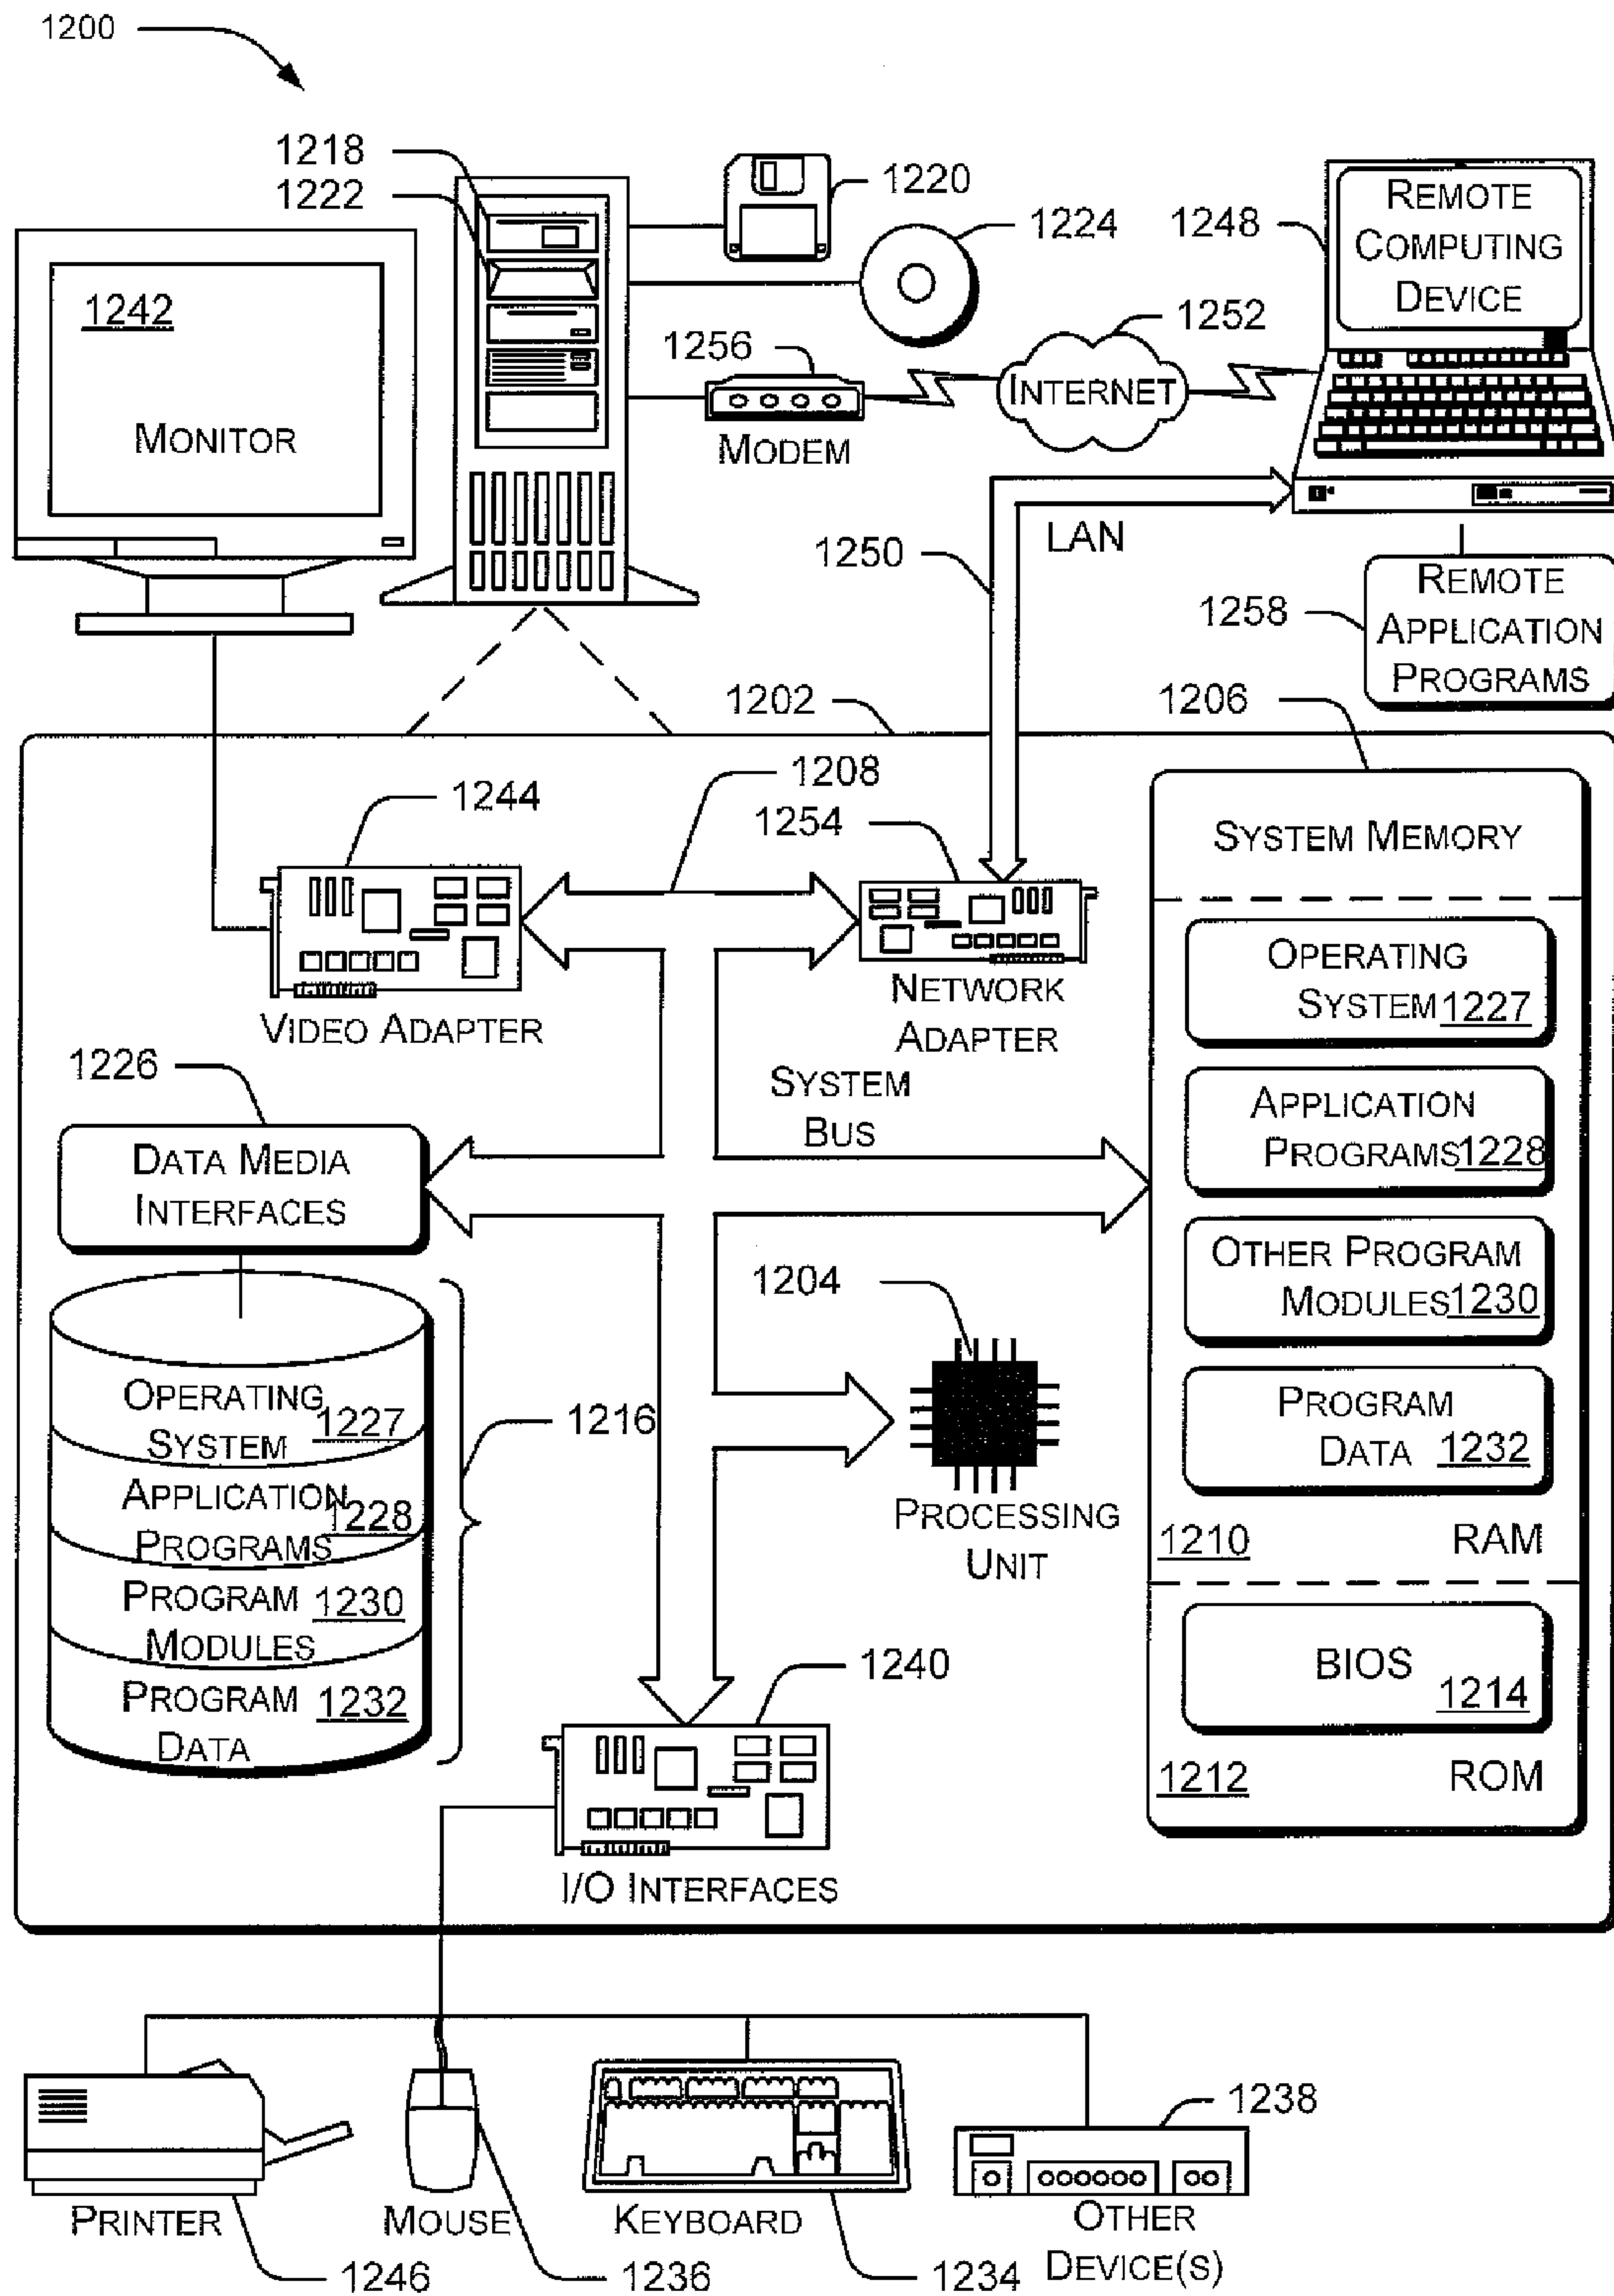 1200
1218
1222
1220
1224
1248
REMOTE
COMPUTING
DEVICE
1242
MONITOR
1256
MODEM
1252
INTERNET
LAN
1250
REMOTE
APPLICATION
PROGRAMS
1258
1202
1206
1208
1244
1254
VIDEO ADAPTER
NETWORK
ADAPTER
SYSTEM
BUS
SYSTEM MEMORY
OPERATING
SYSTEM 1227
APPLICATION
PROGRAMS 1228
OTHER PROGRAM
MODULES 1230
PROGRAM
DATA 1232
1210 RAM
BIOS
1214
1212 ROM
1226
DATA MEDIA
INTERFACES
OPERATING
SYSTEM 1227
APPLICATION
PROGRAMS 1228
PROGRAM
MODULES 1230
PROGRAM
DATA 1232
1216
1204
PROCESSING
UNIT
1240
I/O INTERFACES
PRINTER
1246
MOUSE
1236
KEYBOARD
1234
1238
OTHER
DEVICE(S)